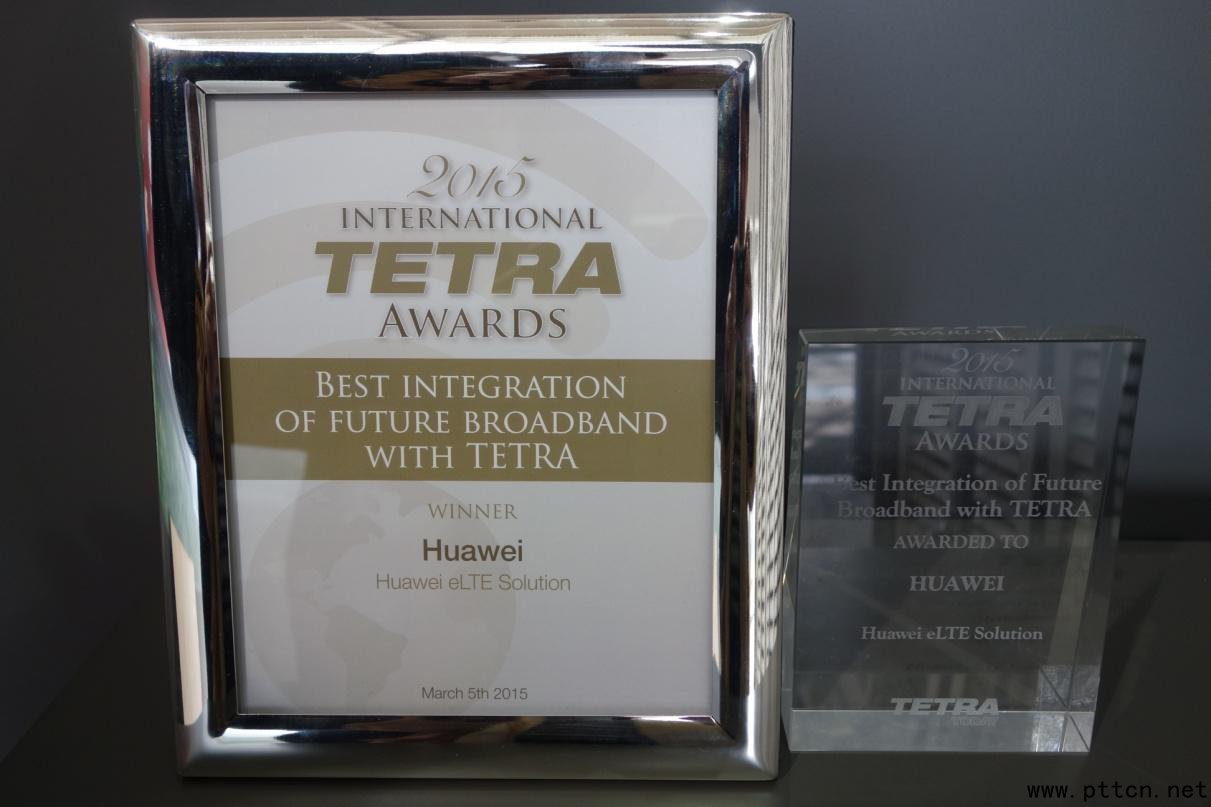 2015
INTERNATIONAL
TETRA
AWARDS
BEST INTEGRATION
OF FUTURE BROADBAND
WITH TETRA
WINNER
Huawei
Huawei eLTE Solution
March 5th 2015
AWARDS
2015
INTERNATIONAL
TETRA
AWARDS
Best Integration of Future
Broadband with TETRA
AWARDED TO
HUAWEI
Huawei eLTE Solution
TETRA
TODAY
www.pttcn.net